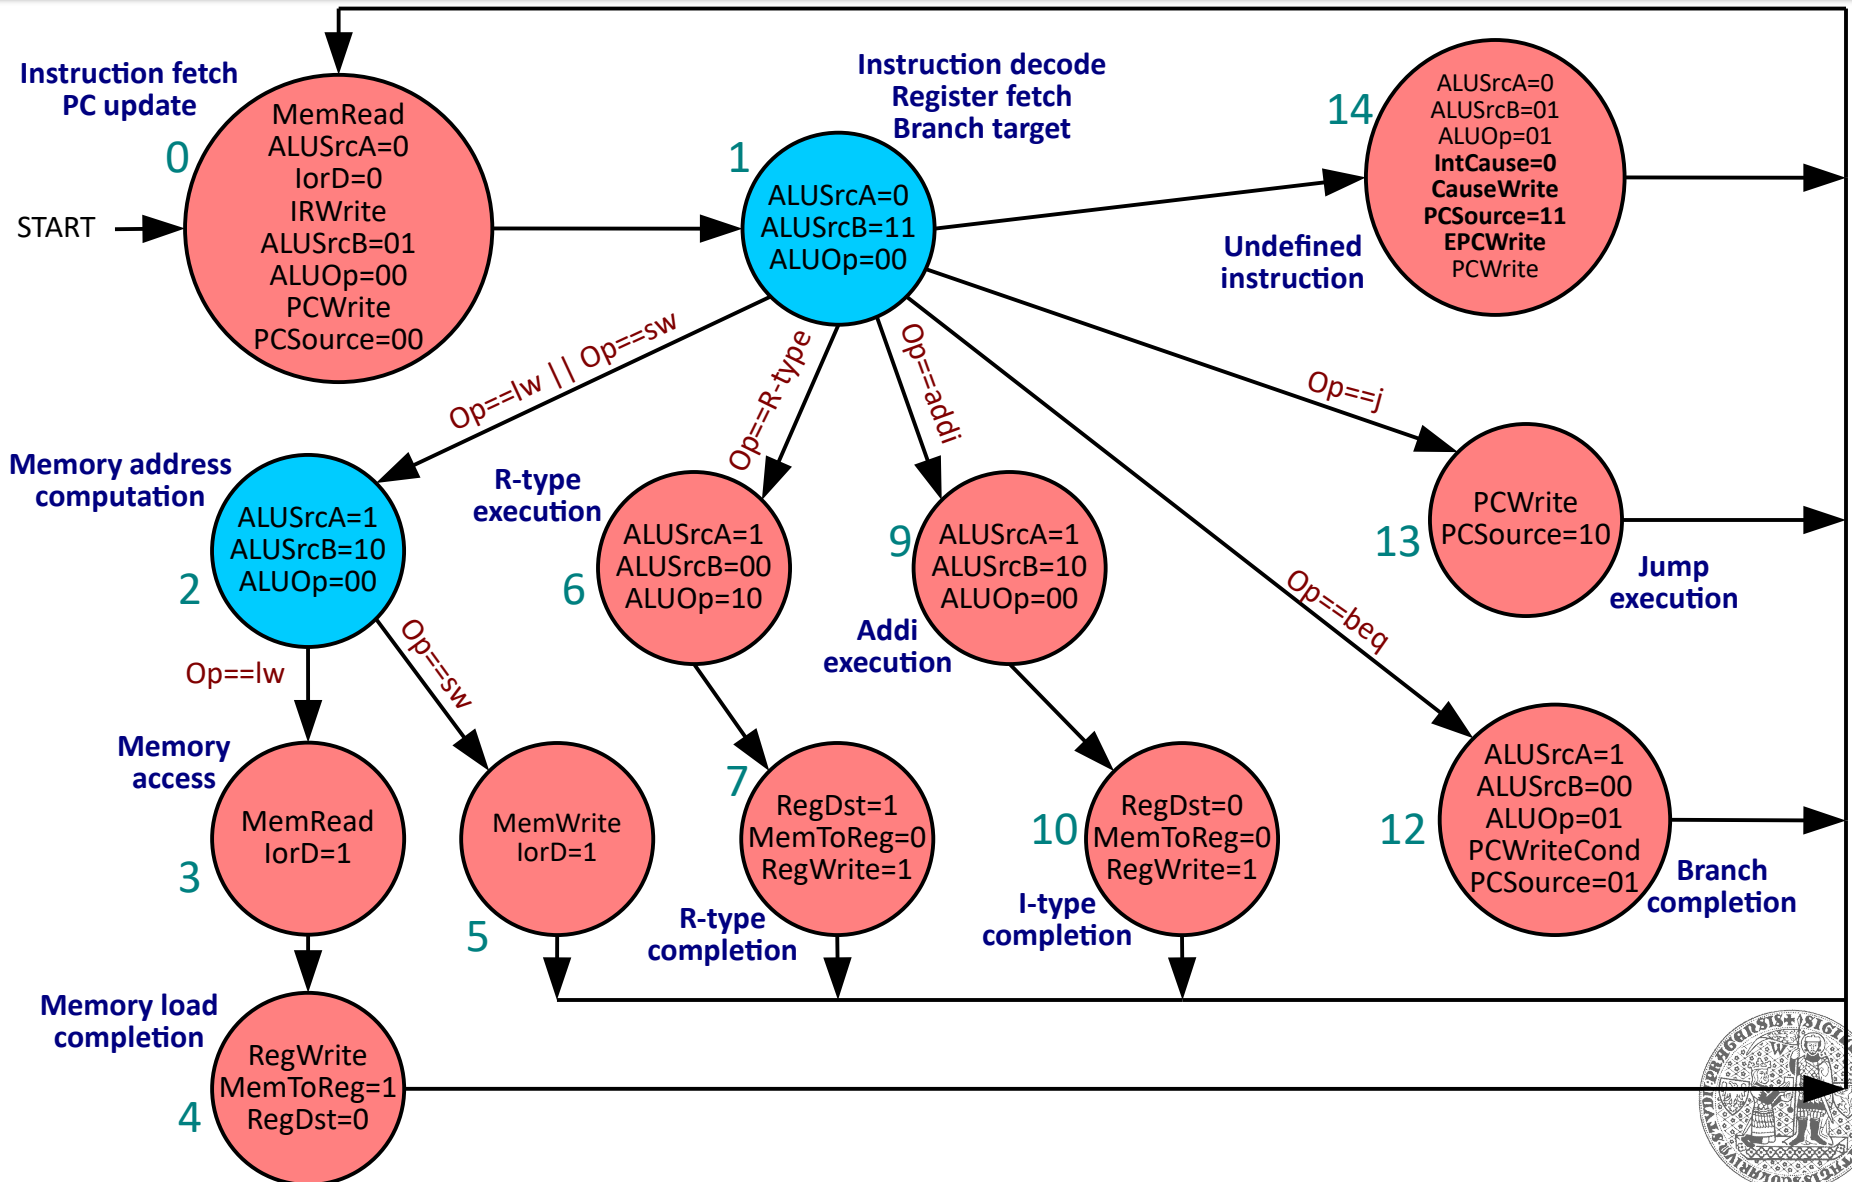 Instruction fetch
PC update
0
START
MemRead
ALUSrcA=0
IorD=0
IRWrite
ALUSrcB=01
ALUOp=00
PCWrite
PCSource=00
Instruction decode
Register fetch
Branch target
1
ALUSrcA=0
ALUSrcB=11
ALUOp=00
14
ALUSrcA=0
ALUSrcB=01
ALUOp=01
IntCause=0
CauseWrite
PCSource=11
EPCWrite
PCWrite
Undefined
instruction
Op==lw || Op==sw
Op==R-type
Op==addi
Op==beq
Op==j
Memory address
computation
2
ALUSrcA=1
ALUSrcB=10
ALUOp=00
R-type
execution
6
ALUSrcA=1
ALUSrcB=00
ALUOp=10
9
ALUSrcA=1
ALUSrcB=10
ALUOp=00
Addi
execution
13
PCWrite
PCSource=10
Jump
execution
Op==lw
Op==sw
Memory
access
3
MemRead
IorD=1
5
MemWrite
IorD=1
7
RegDst=1
MemToReg=0
RegWrite=1
R-type
completion
10
RegDst=0
MemToReg=0
RegWrite=1
I-type
completion
12
ALUSrcA=1
ALUSrcB=00
ALUOp=01
PCWriteCond
PCSource=01
Branch
completion
Memory load
completion
4
RegWrite
MemToReg=1
RegDst=0